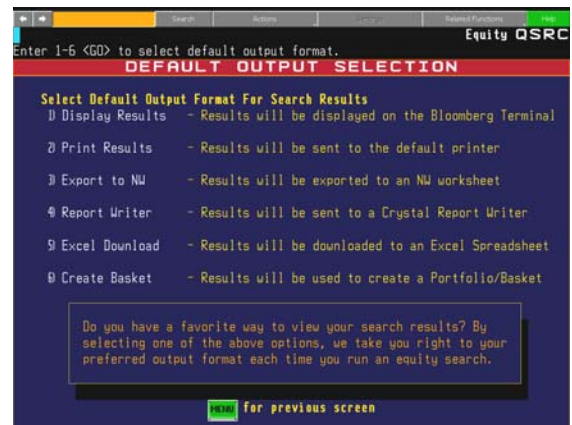 Search Actions Related Functions Help
Equity QSRC
Enter 1-6 <GO> to select default output format.
DEFAULT OUTPUT SELECTION
Select Default Output Format For Search Results
1) Display Results - Results will be displayed on the Bloomberg Terminal
2) Print Results - Results will be sent to the default printer
3) Export to NW - Results will be exported to an NW worksheet
4) Report Writer - Results will be sent to a Crystal Report Writer
5) Excel Download - Results will be downloaded to an Excel Spreadsheet
6) Create Basket - Results will be used to create a Portfolio/Basket
Do you have a favorite way to view your search results? By
selecting one of the above options, we take you right to your
preferred output format each time you run an equity search.
MENU for previous screen